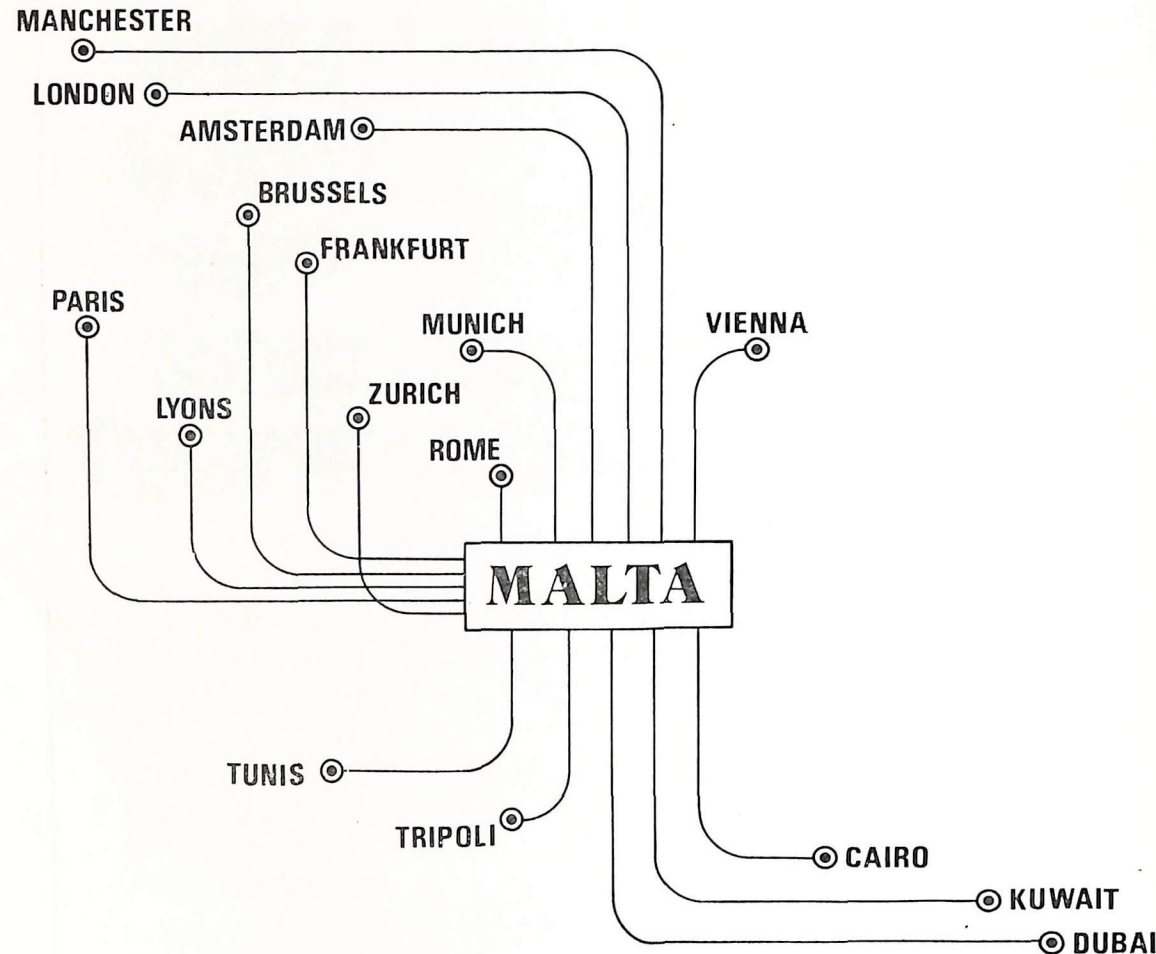 MANCHESTER
LONDON
AMSTERDAM
BRUSSELS
FRANKFURT
PARIS
MUNICH
VIENNA
ZURICH
LYONS
ROME
MALTA
TUNIS
TRIPOLI
CAIRO
KUWAIT
DUBAI